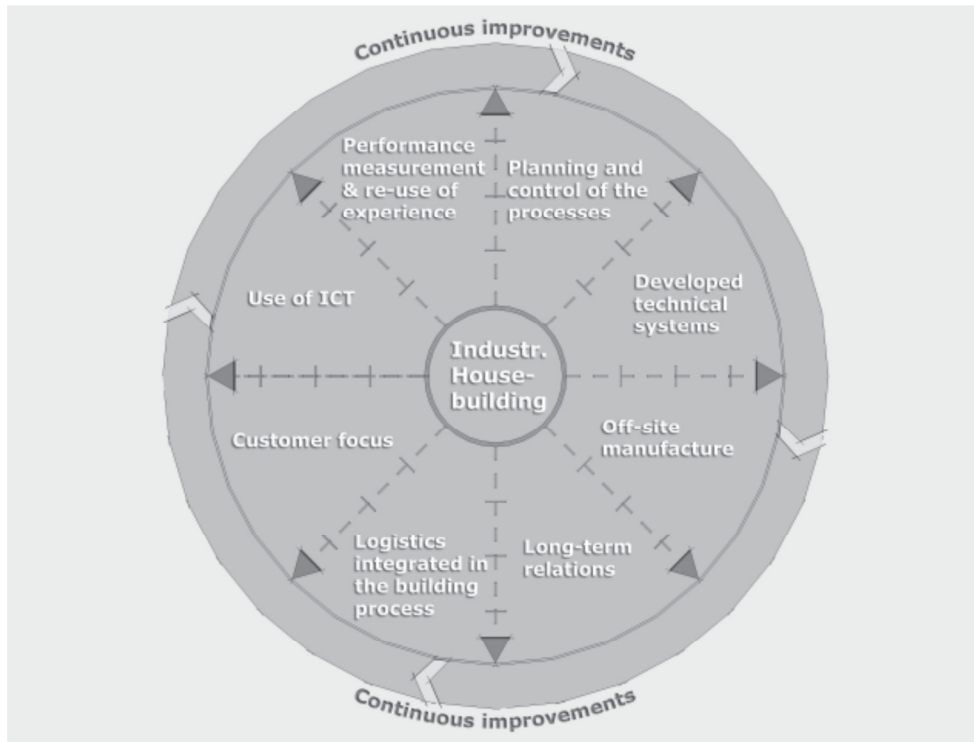 Continuous improvements
Performance
measurement
& re-use of
experience
Planning and
control of the
processes
Use of ICT
Developed
technical
systems
Industr.
House-
building
Customer focus
Off-site
manufacture
Logistics
integrated in
the building
process
Long-term
relations
Continuous improvements